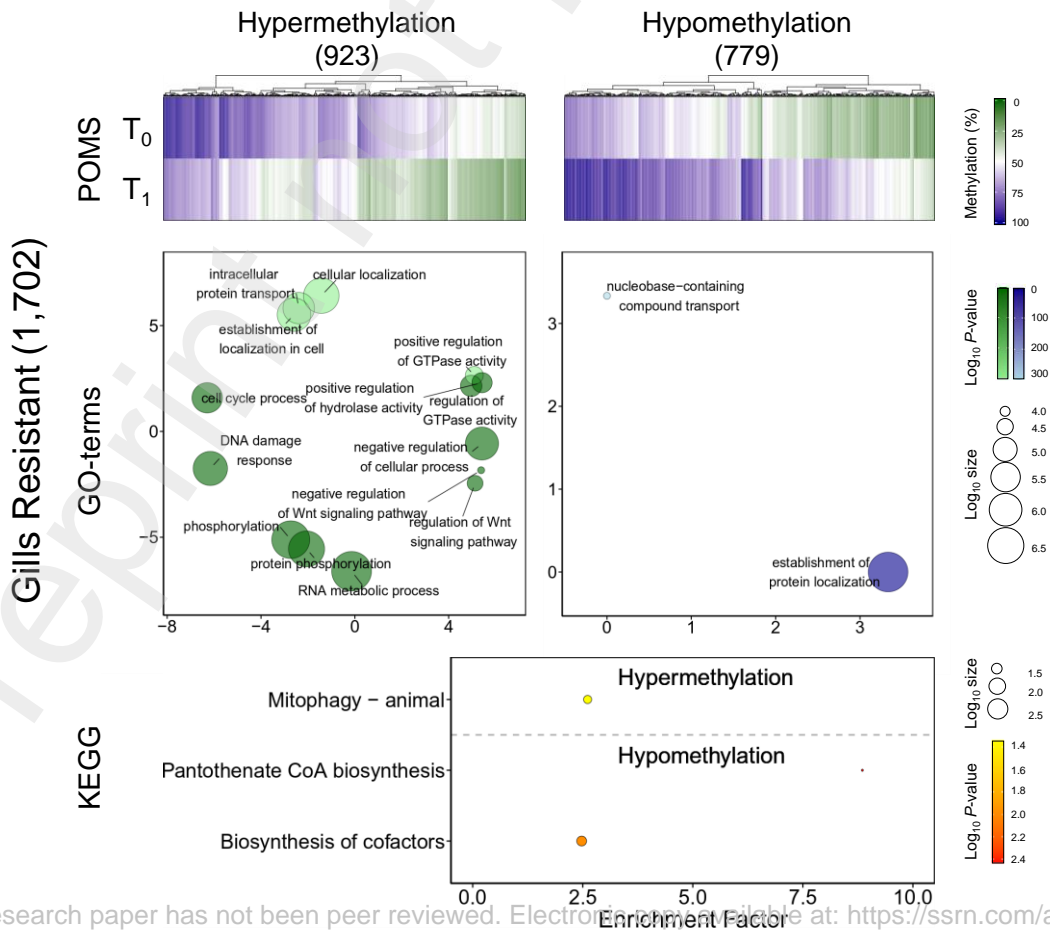 Hypermethylation
(923)
Hypomethylation
(779)
POMS
T0
T1
Methylation (%)
0
25
50
75
100
Gills Resistant (1,702)
GO-terms
intracellular
protein transport
cellular localization
establishment of
localization in cell
positive regulation
of GTPase activity
cell cycle process
positive regulation
of hydrolase activity
regulation of
GTPase activity
DNA damage
response
negative regulation
of cellular process
negative regulation
of Wnt signaling pathway
regulation of Wnt
signaling pathway
phosphorylation
protein phosphorylation
RNA metabolic process
5
0
−5
−8
−4
0
4
nucleobase−containing
compound transport
establishment of
protein localization
3
2
1
0
0
1
2
3
Log10 P-value
0
100
200
300
Log10 size
4.0
4.5
5.0
5.5
6.0
6.5
KEGG
Hypermethylation
Mitophagy − animal
Hypomethylation
Pantothenate CoA biosynthesis
Biosynthesis of cofactors
0.0
2.5
5.0
7.5
10.0
Enrichment Factor
Log10 size
1.5
2.0
2.5
Log10 P-value
1.4
1.6
1.8
2.0
2.2
2.4
esearch paper has not been peer reviewed. Electronic copy available at: https://ssrn.com/a